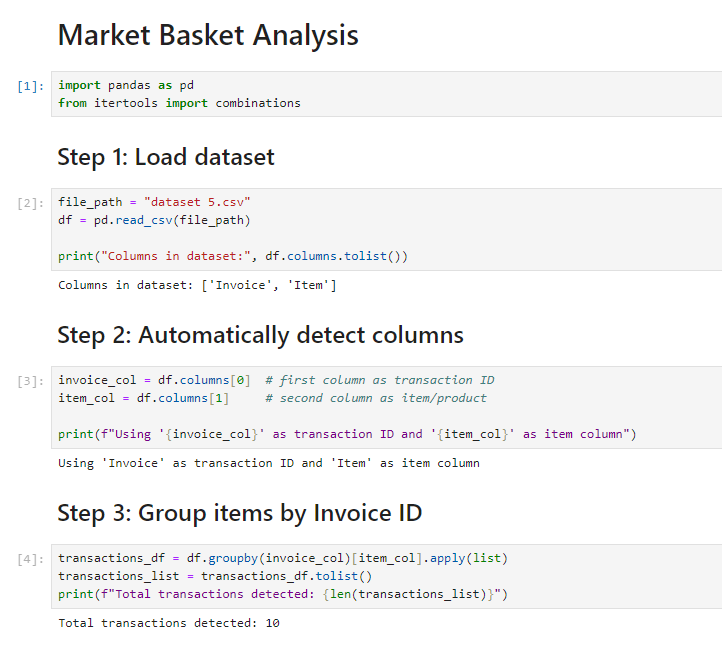 Market Basket Analysis
[1]:
import pandas as pd
from itertools import combinations
Step 1: Load dataset
[2]:
file_path = "dataset 5.csv"
df = pd.read_csv(file_path)
print("Columns in dataset:", df.columns.tolist())
Columns in dataset: ['Invoice', 'Item']
Step 2: Automatically detect columns
[3]:
invoice_col = df.columns[0]  # first column as transaction ID
item_col = df.columns[1]     # second column as item/product
print(f"Using '{invoice_col}' as transaction ID and '{item_col}' as item column")
Using 'Invoice' as transaction ID and 'Item' as item column
Step 3: Group items by Invoice ID
[4]:
transactions_df = df.groupby(invoice_col)[item_col].apply(list)
transactions_list = transactions_df.tolist()
print(f"Total transactions detected: {len(transactions_list)}")
Total transactions detected: 10